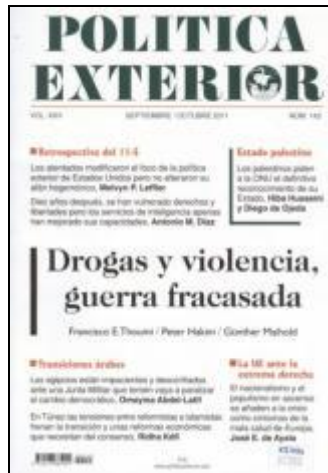 POLITICA
EXTERIOR
VOL. XXV
SEPTIEMBRE / OCTUBRE 2011
NÚM. 143
Retrospectiva del 11-S
Los atentados modificaron el foco de la política
exterior de Estados Unidos pero no alteraron su
afán hegemónico, Melvyn P. Leffler
Diez años después, se han vulnerado derechos y
libertades pero los servicios de inteligencia apenas
han mejorado sus capacidades. Antonio M. Díaz
Estado palestino
Los palestinos piden
a la ONU el definitivo
reconocimiento de su
Estado. Hiba Husseini
y Diego de Ojeda
Drogas y violencia,
guerra fracasada
Francisco E. Thoumi / Peter Hakim / Günther Maihold
Transiciones árabes
Los egipcios están impacientes y desconfiados
ante una Junta Militar que temen vaya a paralizar
el cambio democrático. Omayma Abdel-Latif
En Túnez las tensiones entre reformistas e islamistas
frenan la transición y unas reformas económicas
que necesitan del consumo. Ridha Kéfi
La UE ante la
extrema derecha
El nacionalismo y el
populismo en ascenso
se añaden a la crisis
como síntomas de la
mala salud de Europa.
José E. de Ayala